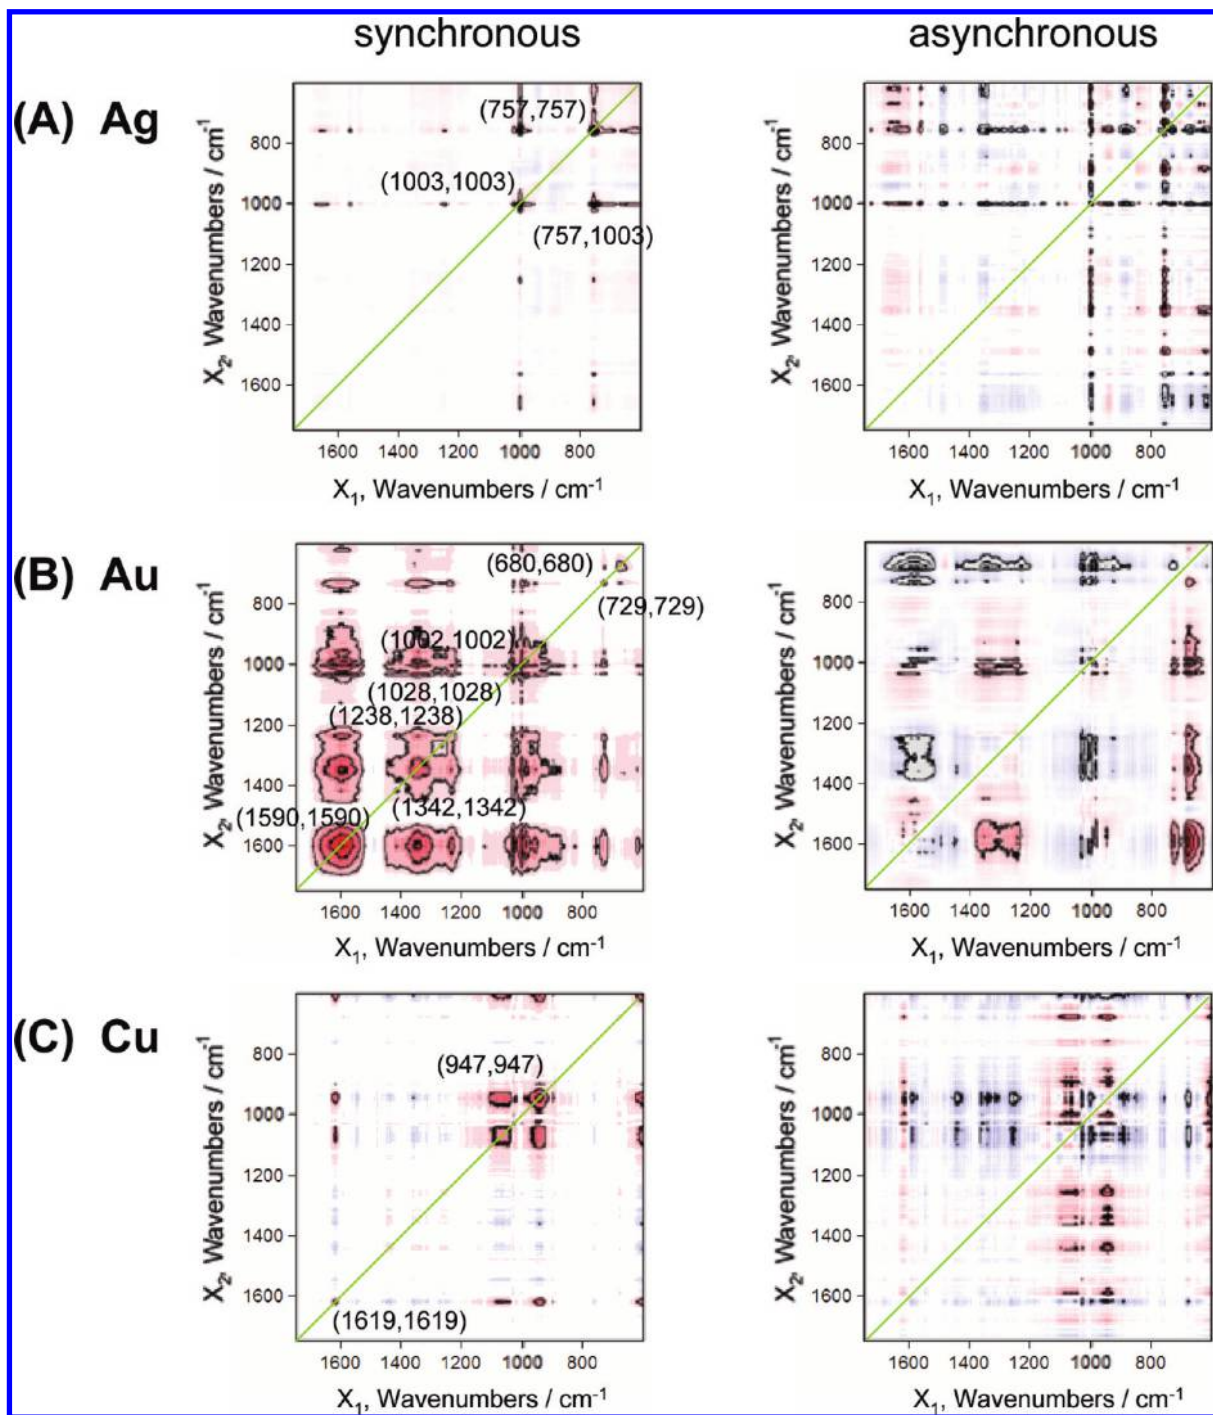 synchronous
asynchronous
(A) Ag
X2, Wavenumbers / cm-1
800
1000
1200
1400
1600
(757,757)
(1003,1003)
(757,1003)
1600 1400 1200 1000 800
X1, Wavenumbers / cm-1
X2, Wavenumbers / cm-1
800
1000
1200
1400
1600
1600 1400 1200 1000 800
X1, Wavenumbers / cm-1
(B) Au
X2, Wavenumbers / cm-1
800
1000
1200
1400
1600
(680,680)
(729,729)
(1002,1002)
(1028,1028)
(1238,1238)
(1342,1342)
(1590,1590)
1600 1400 1200 1000 800
X1, Wavenumbers / cm-1
X2, Wavenumbers / cm-1
800
1000
1200
1400
1600
1600 1400 1200 1000 800
X1, Wavenumbers / cm-1
(C) Cu
X2, Wavenumbers / cm-1
800
1000
1200
1400
1600
(947,947)
(1619,1619)
1600 1400 1200 1000 800
X1, Wavenumbers / cm-1
X2, Wavenumbers / cm-1
800
1000
1200
1400
1600
1600 1400 1200 1000 800
X1, Wavenumbers / cm-1